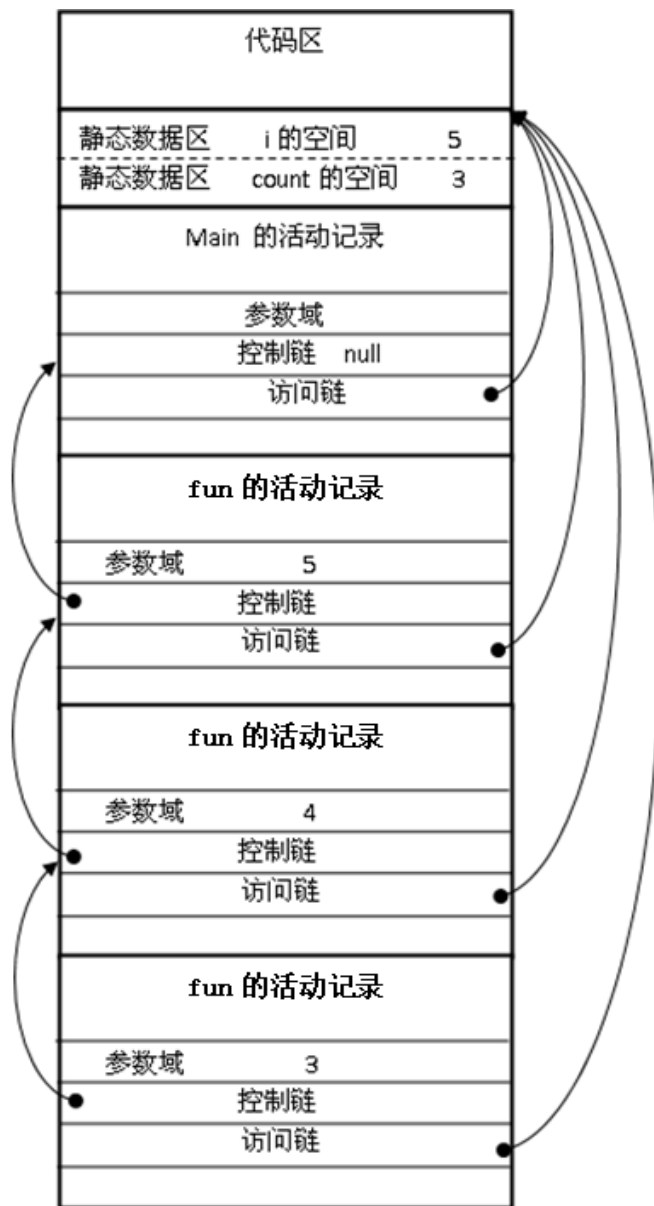 代码区
静态数据区 i 的空间 5
静态数据区 count 的空间 3
Main 的活动记录
参数域
控制链 null
访问链
fun 的活动记录
参数域 5
控制链
访问链
fun 的活动记录
参数域 4
控制链
访问链
fun 的活动记录
参数域 3
控制链
访问链